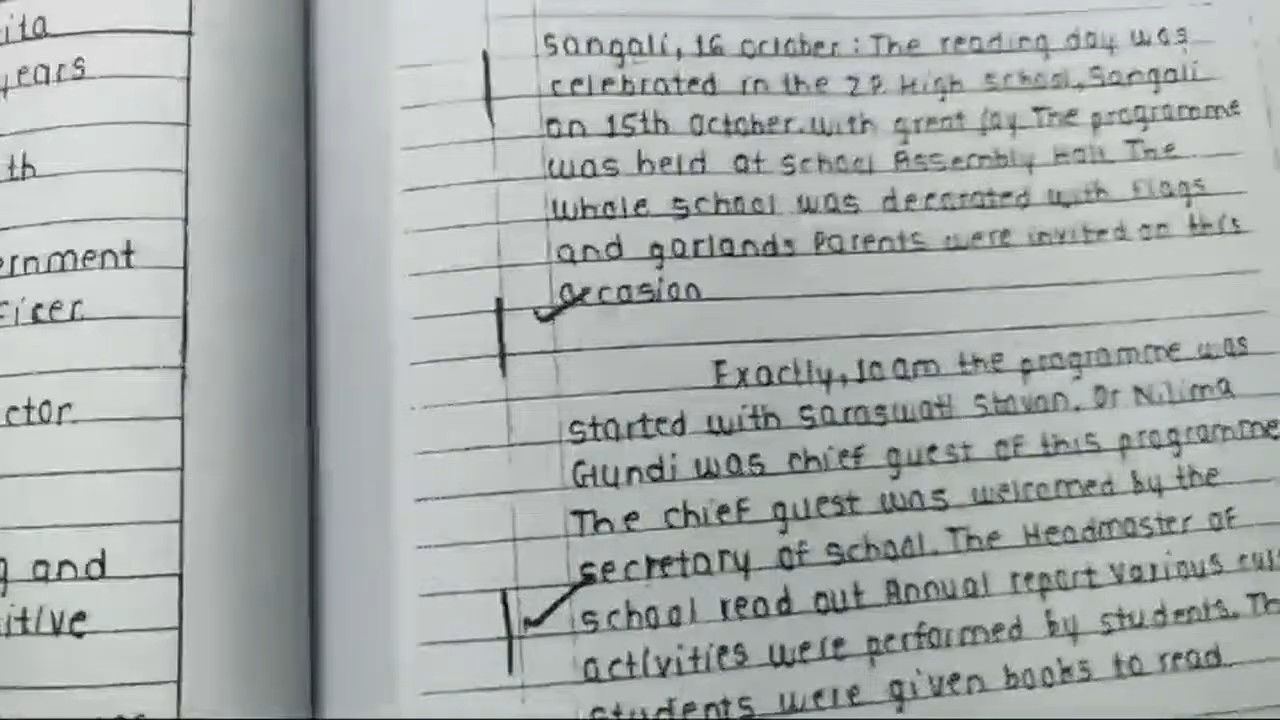 ita
years
th
ernment
ficer
ctor
g and
itive
Sangali, 16 october: The reading day was
celebrated in the ZP. High School, Sangali
on 15th October. with great joy The programme
was held at School Assembly Hall The
whole school was decorated with Flags
and garlands Parents were invited on this
occasion
Exactly, 10 am the programme was
started with Saraswati Stavan. Dr Nilima
Gundi was chief guest of this programme
The chief guest was welcomed by the
secretary of school. The Headmaster of
school read out Annual report various
activities were performed by students. Th
students were given books to read